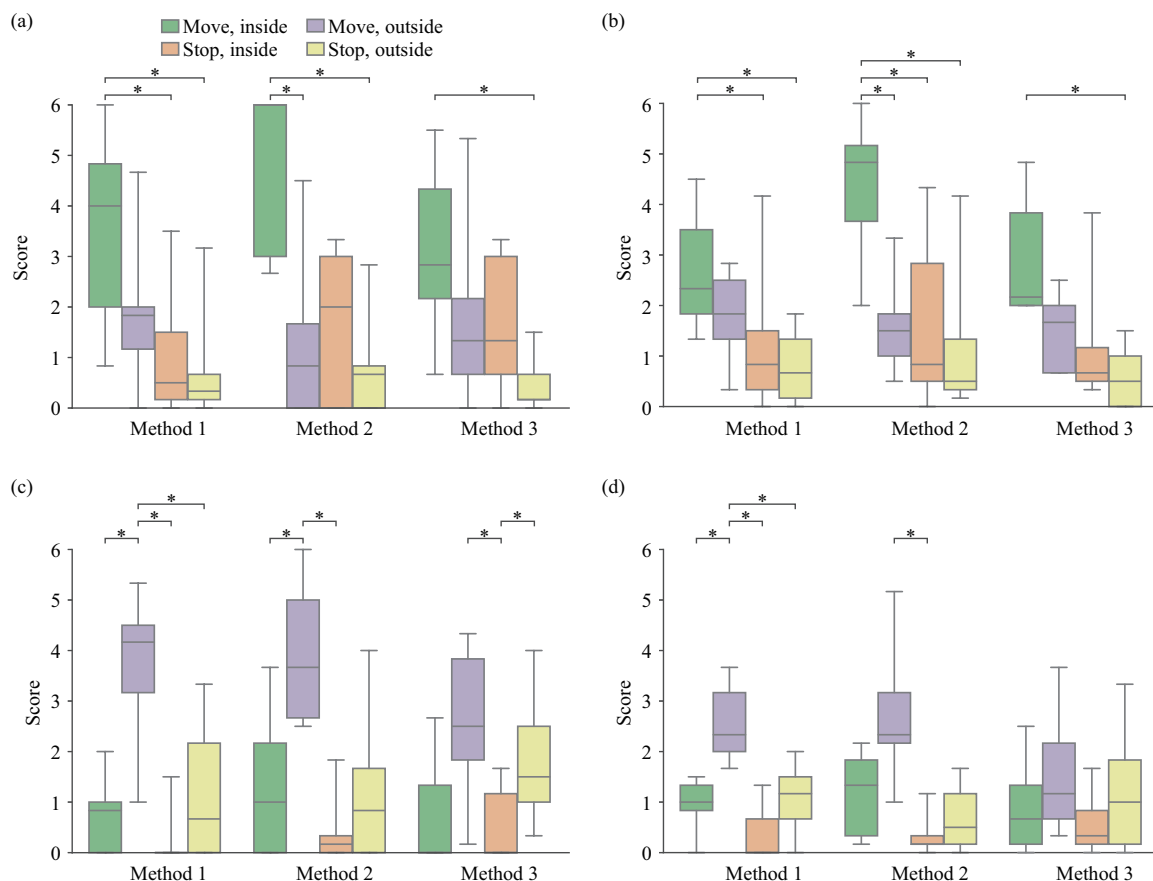 (a)
Move, inside
Move, outside
Stop, inside
Stop, outside
* * * * *
Score
6
5
4
3
2
1
0
Method 1 Method 2 Method 3
(b)
* * * * * *
Score
6
5
4
3
2
1
0
Method 1 Method 2 Method 3
(c)
* * * * * * *
Score
6
5
4
3
2
1
0
Method 1 Method 2 Method 3
(d)
* * * *
Score
6
5
4
3
2
1
0
Method 1 Method 2 Method 3